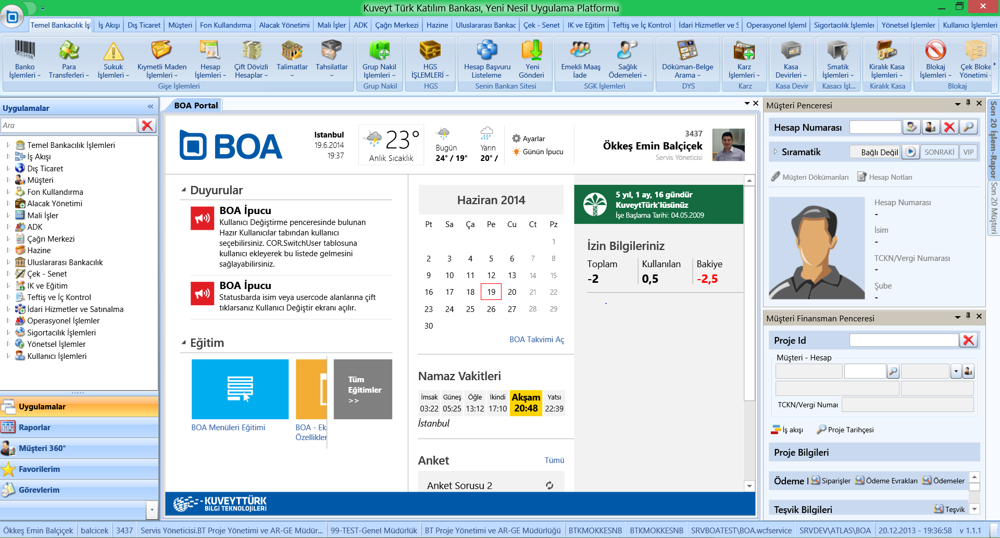 Kuveyt Türk Katılım Bankası, Yeni Nesil Uygulama Platformu
Temel Bankacılık İşl İş Akışı Dış Ticaret Müşteri Fon Kullandırma Alacak Yönetimi Mali İşler ADK Çağrı Merkezi Hazine Uluslararası Bankac Çek - Senet IK ve Eğitim Teftiş ve İç Kontrol İdari Hizmetler ve S Operasyonel İşleml Sigortacılık İşlemler Yönetsel İşlemler Kullanıcı İşlemleri
Banko İşlemleri
Para Transferleri
Sukuk İşlemleri
Kıymetli Maden İşlemleri
Hesap İşlemleri
Çift Dövizli Hesaplar
Talimatlar
Tahsilatlar
Gişe İşlemleri
Grup Nakil İşlemleri
Grup Nakil
HGS İŞLEMLERİ
HGS
Hesap Başvuru Listeleme
Yeni Gönderi
Senin Bankan Sitesi
Emekli Maaş İade
Sağlık Ödemeleri
SGK İşlemleri
Döküman-Belge Arama
DYS
Karz İşlemleri
Karz
Kasa Devirleri
Kasa Devir
Smatik İşlemleri
Kasacı İşl...
Kiralık Kasa İşlemleri
Kiralık Kasa
Blokaj İşlemleri
Çek Bloke Yönetimi
Blokaj
Uygulamalar «
Ara
Temel Bankacılık İşlemleri
İş Akışı
Dış Ticaret
Müşteri
Fon Kullandırma
Alacak Yönetimi
Mali İşler
ADK
Çağrı Merkezi
Hazine
Uluslararası Bankacılık
Çek - Senet
IK ve Eğitim
Teftiş ve İç Kontrol
İdari Hizmetler ve Satınalma
Operasyonel İşlemler
Sigortacılık İşlemleri
Yönetsel İşlemler
Kullanıcı İşlemleri
Uygulamalar
Raporlar
Müşteri 360°
Favorilerim
Görevlerim
BOA Portal
BOA
Istanbul
19.6.2014
19:37
23°
Anlık Sıcaklık
Bugün
24° / 19°
Yarın
20° /
Ayarlar
Günün İpucu
3437
Ökkeş Emin Balçiçek
Servis Yöneticisi
Duyurular
BOA İpucu
Kullanıcı Değiştirme penceresinde bulunan
Hazır Kullanıcılar tabından kullanıcı
seçebilirsiniz. COR.SwitchUser tablosuna
kullanıcı ekleyerek bu listede gelmesini
sağlayabilirsiniz.
BOA İpucu
Statusbarda isim veya usercode alanlarına çift
tıklarsanız Kullanıcı Değiştir ekranı açılır.
Eğitim
Tüm
Eğitimler
>>
BOA Menüleri Eğitimi
BOA - Ek
Özellikler
Haziran 2014
Pt Sa Ça Pe Cu Ct Pz
1
2 3 4 5 6 7 8
9 10 11 12 13 14 15
16 17 18 19 20 21 22
23 24 25 26 27 28 29
30
BOA Takvimi Aç
Namaz Vakitleri
İmsak Güneş Öğle İkindi Akşam Yatsı
03:22 05:25 13:12 17:10 20:48 22:39
İstanbul
Anket Tümü
Anket Sorusu 2
5 yıl, 1 ay, 16 gündür
KuveytTürk'lüsünüz
İşe Başlama Tarihi: 04.05.2009
İzin Bilgileriniz
Toplam Kullanılan Bakiye
-2 0,5 -2,5
KUVEYTTÜRK
BİLGİ TEKNOLOJİLERİ
Müşteri Penceresi
Hesap Numarası
Sıramatik Bağlı Değil SONRAKİ VIP
Müşteri Dökümanları Hesap Notları
Hesap Numarası
-
İsim
-
TCKN/Vergi Numarası
-
Şube
-
Müşteri Finansman Penceresi
Proje Id
Müşteri - Hesap
TCKN/Vergi Numar
İş akışı Proje Tarihçesi
Proje Bilgileri
Ödeme Siparişler Ödeme Evrakları Ödemeler
Teşvik Bilgileri Teşvik
Son 20 İşlem-Rapor
Son 20 Müşteri
Ökkeş Emin Balçiçek balcicek 3437 Servis Yöneticisi.BT Proje Yönetimi ve AR-GE Müdür... 99-TEST-Genel Müdürlük BT Proje Yönetimi ve AR-GE Müdürlüğü BTKMOKKESNB BTKMOKKESNB SRVBOATEST\BOA.wcfservice SRVDEV\ATLAS\BOA 20.12.2013 - 19:36:58 v 1.1.1